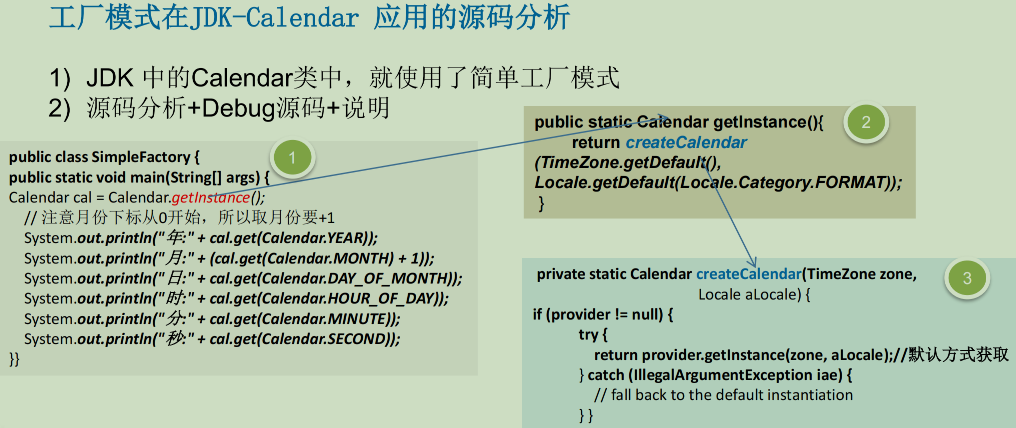 工厂模式在JDK-Calendar 应用的源码分析
1) JDK 中的Calendar类中，就使用了简单工厂模式
2) 源码分析+Debug源码+说明
1
public class SimpleFactory {
public static void main(String[] args) {
Calendar cal = Calendar.getInstance();
// 注意月份下标从0开始，所以取月份要+1
System.out.println("年:" + cal.get(Calendar.YEAR));
System.out.println("月:" + (cal.get(Calendar.MONTH) + 1));
System.out.println("日:" + cal.get(Calendar.DAY_OF_MONTH));
System.out.println("时:" + cal.get(Calendar.HOUR_OF_DAY));
System.out.println("分:" + cal.get(Calendar.MINUTE));
System.out.println("秒:" + cal.get(Calendar.SECOND));
}}
2
public static Calendar getInstance(){
return createCalendar
(TimeZone.getDefault(),
Locale.getDefault(Locale.Category.FORMAT));
}
3
private static Calendar createCalendar(TimeZone zone,
Locale aLocale) {
if (provider != null) {
try {
return provider.getInstance(zone, aLocale);//默认方式获取
} catch (IllegalArgumentException iae) {
// fall back to the default instantiation
} }